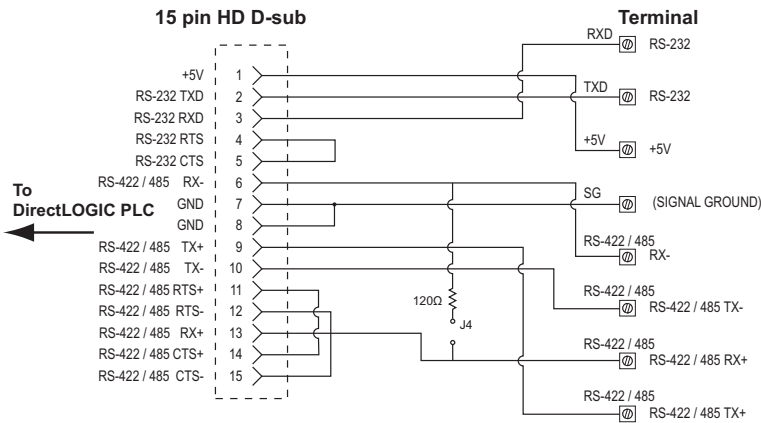 15 pin HD D-sub
Terminal
RXD
RS-232
+5V 1
RS-232 TXD 2
TXD
RS-232
RS-232 RXD 3
RS-232 RTS 4
+5V
+5V
RS-232 CTS 5
RS-422 / 485 RX- 6
To
DirectLOGIC PLC
GND 7
SG
(SIGNAL GROUND)
GND 8
RS-422 / 485 TX+ 9
RS-422 / 485
RX-
RS-422 / 485 TX- 10
RS-422 / 485 RTS+ 11
RS-422 / 485
RS-422 / 485 TX-
120Ω
RS-422 / 485 RTS- 12
J4
RS-422 / 485 RX+ 13
RS-422 / 485
RS-422 / 485 RX+
RS-422 / 485 CTS+ 14
RS-422 / 485 CTS- 15
RS-422 / 485
RS-422 / 485 TX+